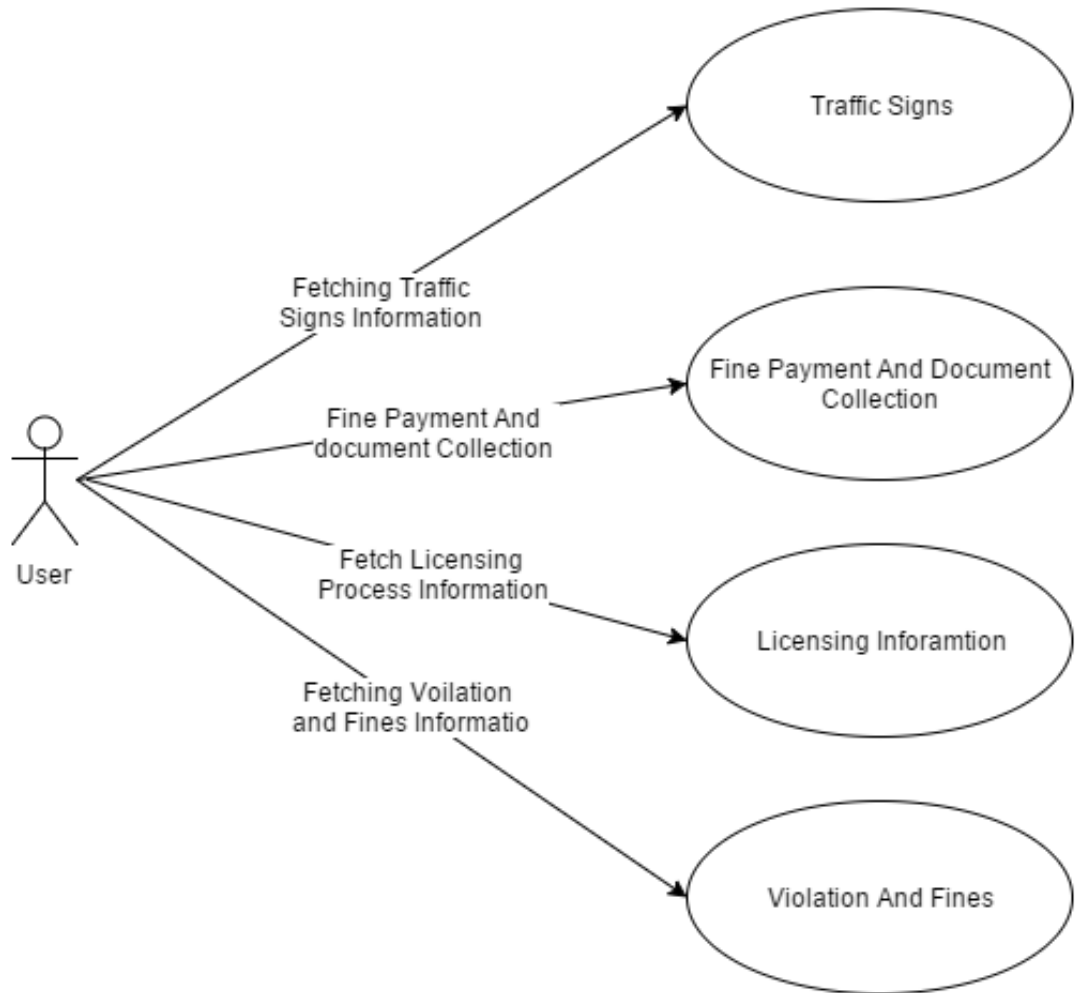 Traffic Signs
Fetching Traffic
Signs Information
Fine Payment And Document
Collection
Fine Payment And
document Collection
User
Fetch Licensing
Process Information
Licensing Inforamtion
Fetching Voilation
and Fines Informatio
Violation And Fines